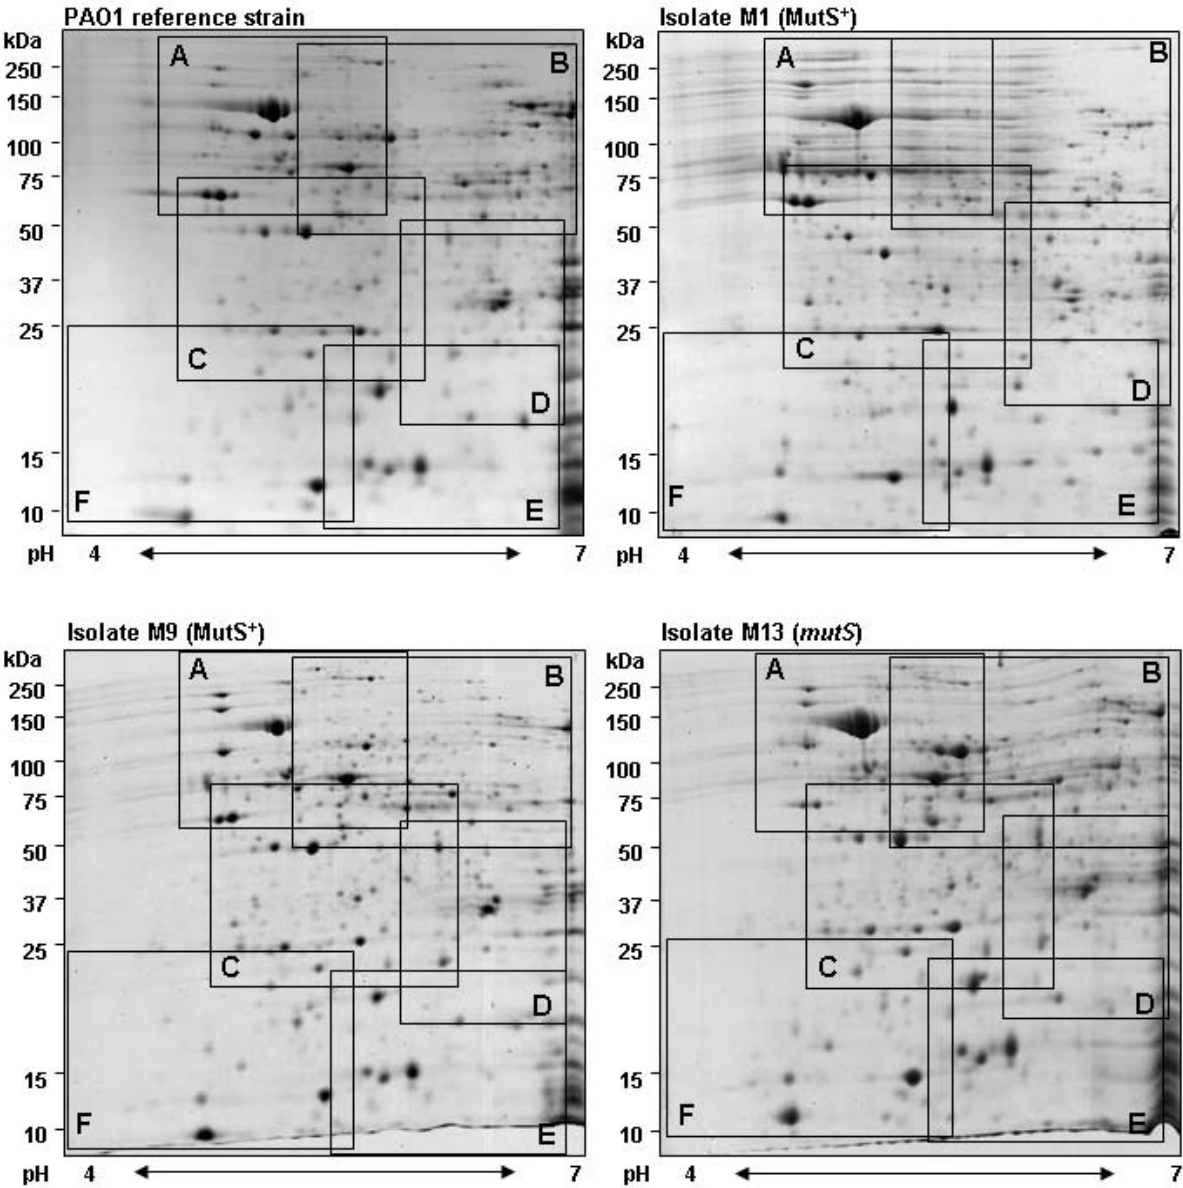 PAO1 reference strain
kDa
250
150
100
75
50
37
25
15
10
A
B
C
D
E
F
pH 4 7
Isolate M1 (MutS⁺)
kDa
250
150
100
75
50
37
25
15
10
A
B
C
D
E
F
pH 4 7
Isolate M9 (MutS⁺)
kDa
250
150
100
75
50
37
25
15
10
A
B
C
D
E
F
pH 4 7
Isolate M13 (mutS)
kDa
250
150
100
75
50
37
25
15
10
A
B
C
D
E
F
pH 4 7